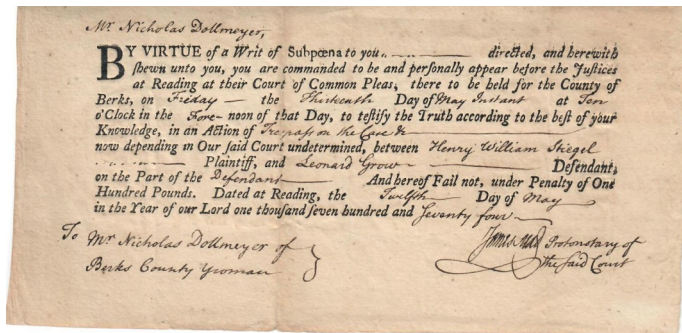 Mr Nicholas Dollmeyer,
BY VIRTUE of a Writ of Subpœna to you directed, and herewith
ſhewn unto you, you are commanded to be and perſonally appear before the Juſtices
at Reading at their Court of Common Pleas, there to be held for the County of
Berks, on Friday the Thirteenth Day of May Instant at Ten
o'Clock in the Fore-noon of that Day, to teſtify the Truth according to the beſt of your
Knowledge, in an Action of Treſpaſs on the Caſe &
now depending in Our ſaid Court undetermined, between Henry William Stiegel
Plaintiff, and Leonard Grow Defendant,
on the Part of the Defendant And hereof Fail not, under Penalty of One
Hundred Pounds. Dated at Reading, the Twelfth Day of May
in the Year of our Lord one thouſand ſeven hundred and Seventy four
To Mr Nicholas Dollmeyer of
Berks County Yeoman
James Protonotary of
the ſaid Court